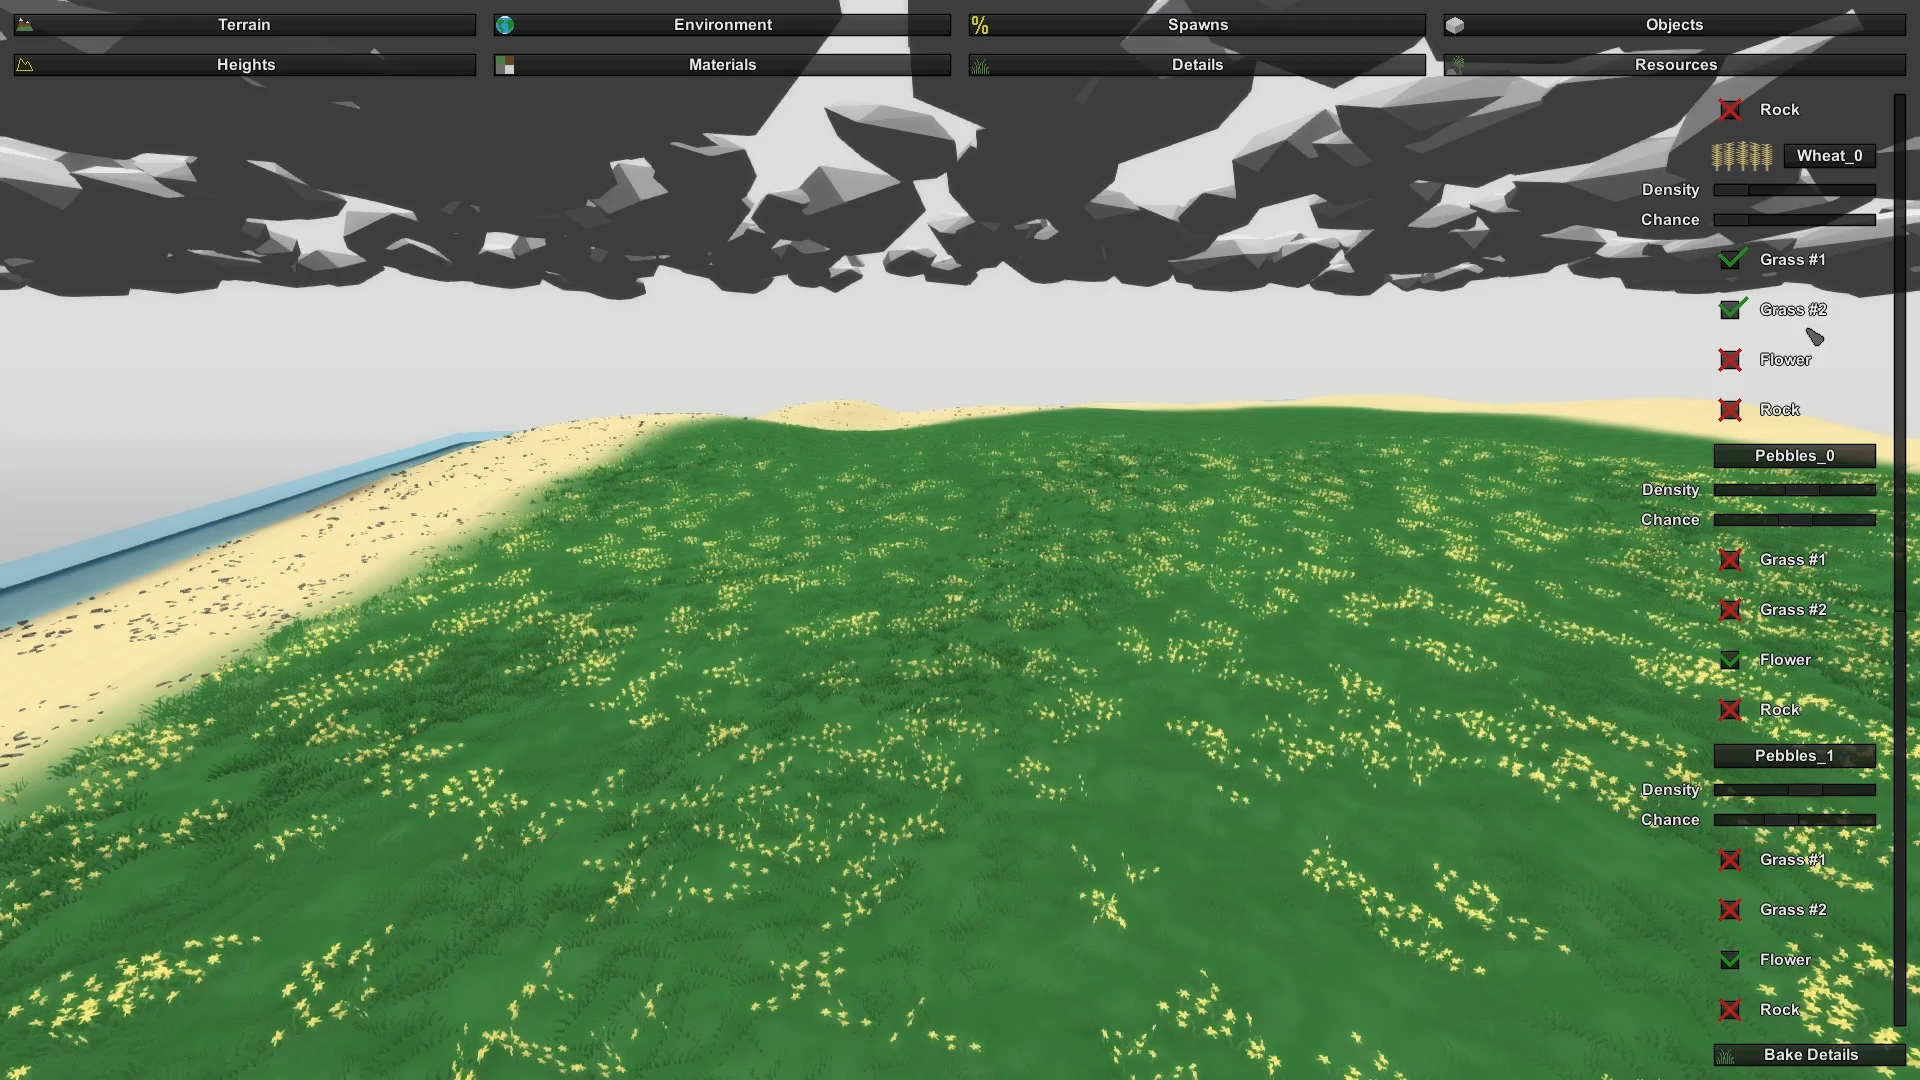 Terrain
Environment
Spawns
Objects
Heights
Materials
Details
Resources
Rock
Wheat_0
Density
Chance
Grass #1
Grass #2
Flower
Rock
Pebbles_0
Density
Chance
Grass #1
Grass #2
Flower
Rock
Pebbles_1
Density
Chance
Grass #1
Grass #2
Flower
Rock
Bake Details